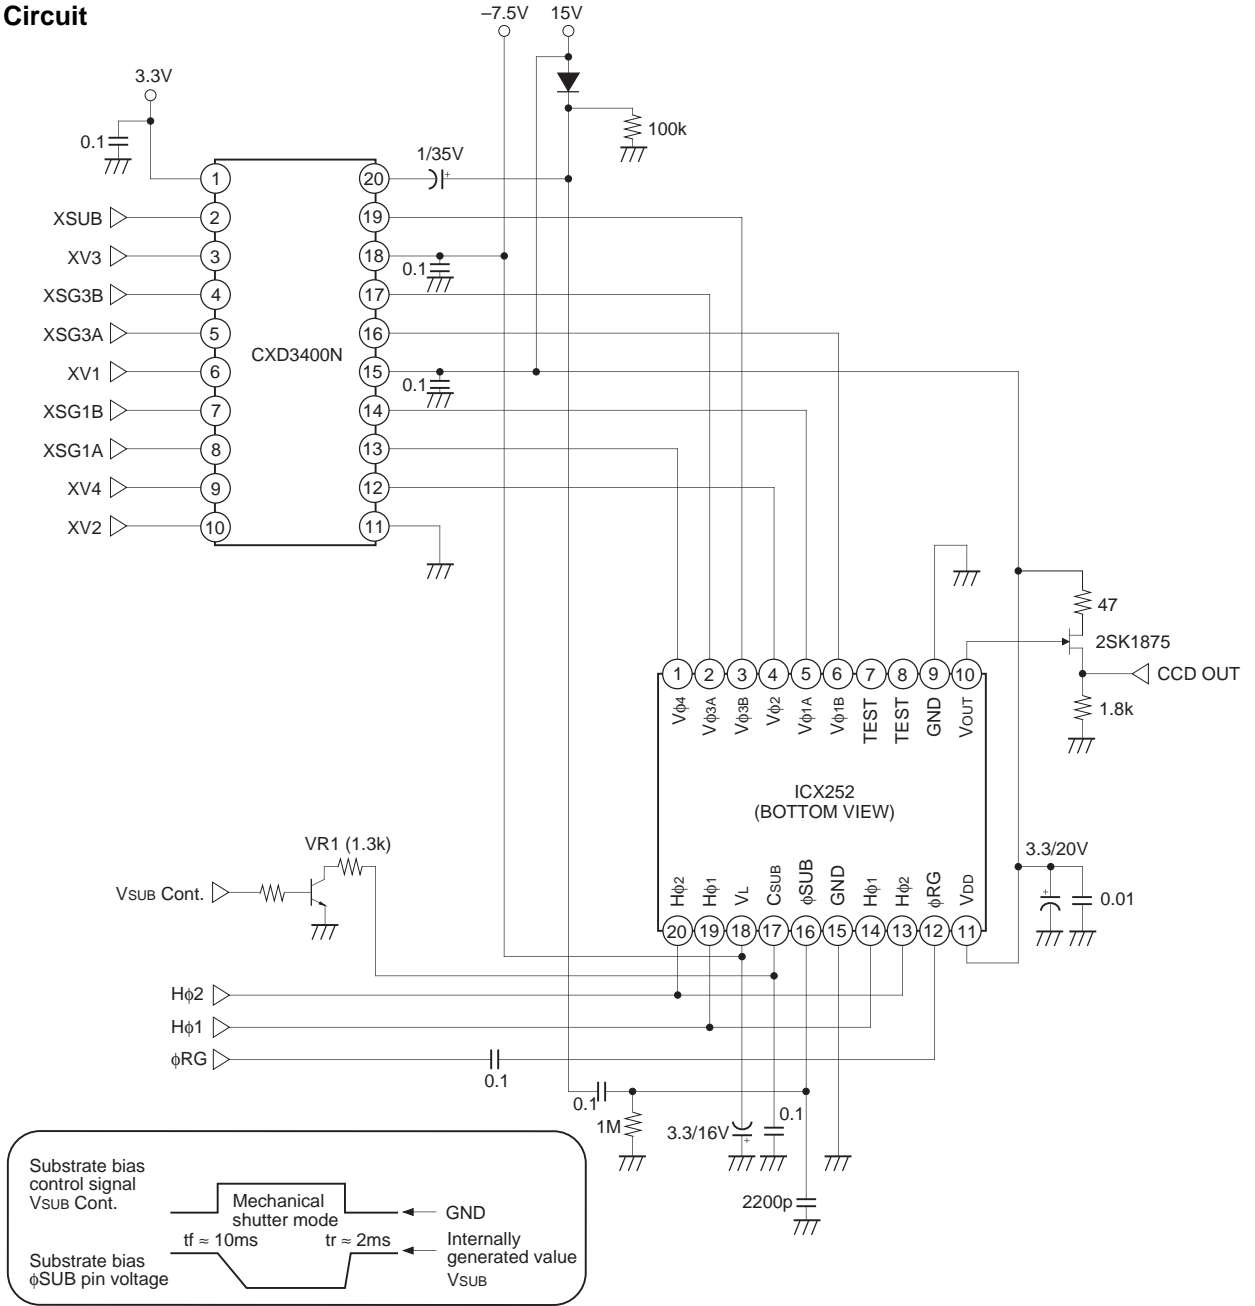 Circuit
–7.5V
15V
3.3V
0.1
100k
1/35V
1
20
XSUB
2
19
XV3
3
18
0.1
XSG3B
4
17
XSG3A
5
16
CXD3400N
XV1
6
15
0.1
XSG1B
7
14
XSG1A
8
13
XV4
9
12
XV2
10
11
47
2SK1875
CCD OUT
1.8k
1
2
3
4
5
6
7
8
9
10
Vϕ4
Vϕ3A
Vϕ3B
Vϕ2
Vϕ1A
Vϕ1B
TEST
TEST
GND
VOUT
ICX252
(BOTTOM VIEW)
VR1 (1.3k)
VSUB Cont.
3.3/20V
0.01
Hϕ2
Hϕ1
VL
CSUB
ϕSUB
GND
Hϕ1
Hϕ2
ϕRG
VDD
20
19
18
17
16
15
14
13
12
11
Hϕ2
Hϕ1
ϕRG
0.1
0.1
1M
3.3/16V
0.1
2200p
Substrate bias
control signal
VSUB Cont.
Mechanical
shutter mode
GND
tf ≈ 10ms
tr ≈ 2ms
Internally
generated value
VSUB
Substrate bias
ϕSUB pin voltage